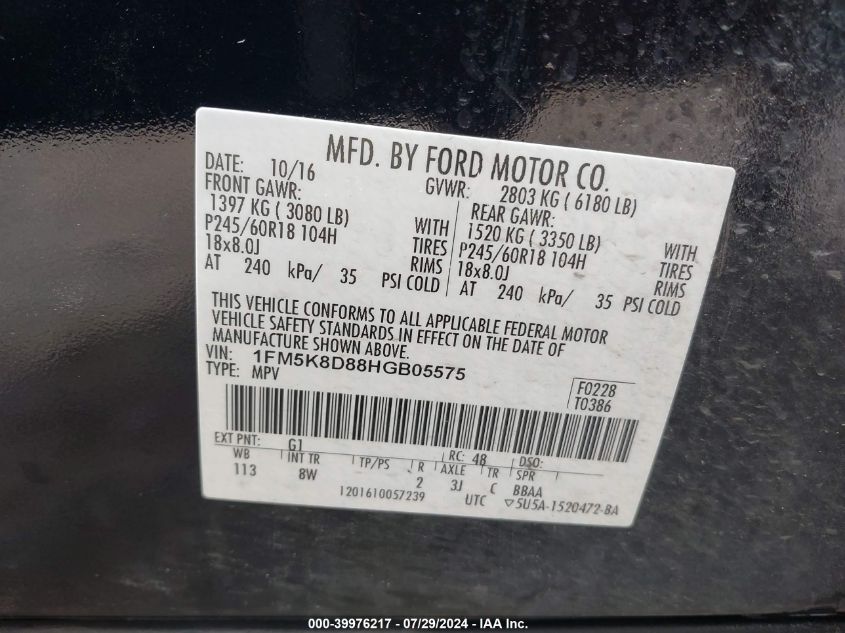 MFD. BY FORD MOTOR CO.
DATE: 10/16 GVWR: 2803 KG ( 6180 LB)
FRONT GAWR: REAR GAWR:
1397 KG ( 3080 LB) WITH 1520 KG ( 3350 LB) WITH
P245/60R18 104H TIRES P245/60R18 104H TIRES
18x8.0J RIMS 18x8.0J RIMS
AT 240 kPa/ 35 PSI COLD AT 240 kPa/ 35 PSI COLD
THIS VEHICLE CONFORMS TO ALL APPLICABLE FEDERAL MOTOR
VEHICLE SAFETY STANDARDS IN EFFECT ON THE DATE OF
MANUFACTURE SHOWN ABOVE.
VIN: 1FM5K8D88HGB05575
TYPE: MPV
F0228
T0386
EXT PNT: G1 RC: 48 DSO:
WB INT TR TP/PS R AXLE TR SPR
113 8W 2 3J C BBAA
1201610057239 UTC ▽5U5A-1520472-BA
000-39976217 - 07/29/2024 - IAA Inc.